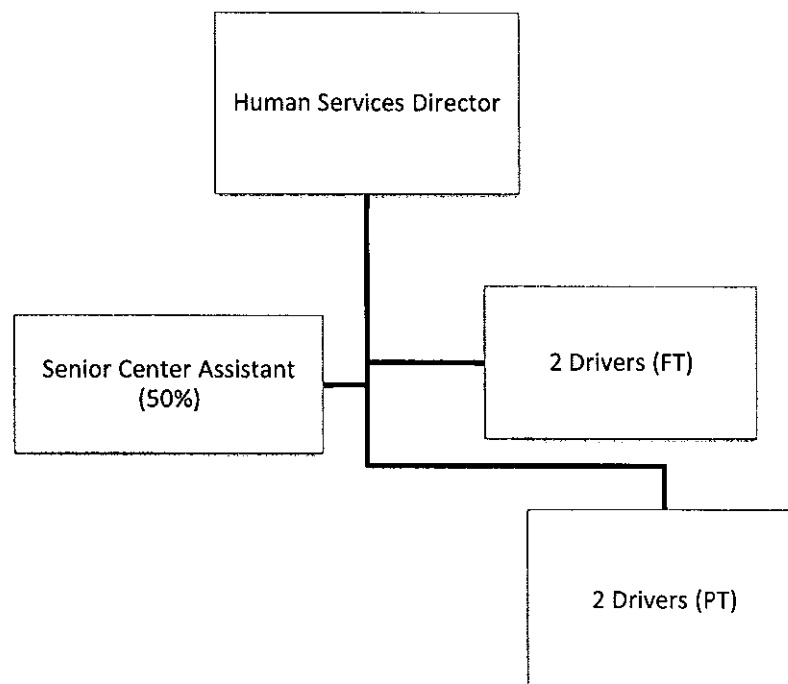 Human Services Director
Senior Center Assistant
(50%)
2 Drivers (FT)
2 Drivers (PT)